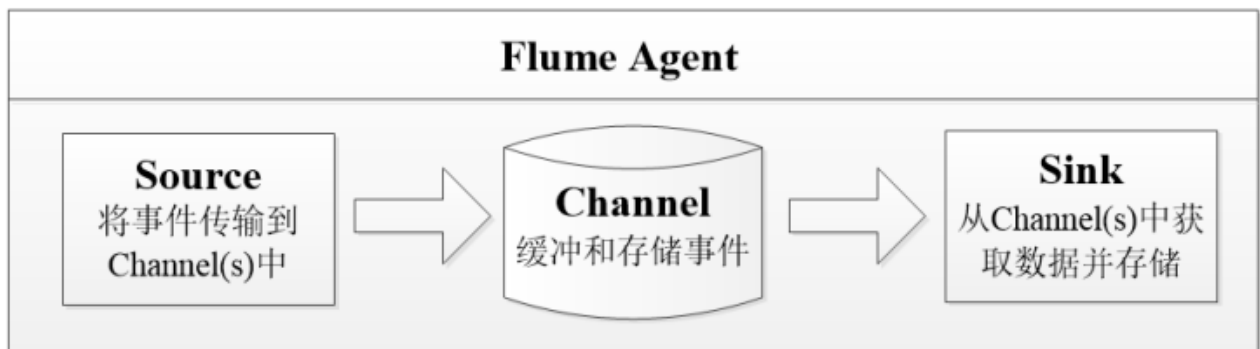 Flume Agent
Source
将事件传输到
Channel(s)中
Channel
缓冲和存储事件
Sink
从Channel(s)中获
取数据并存储